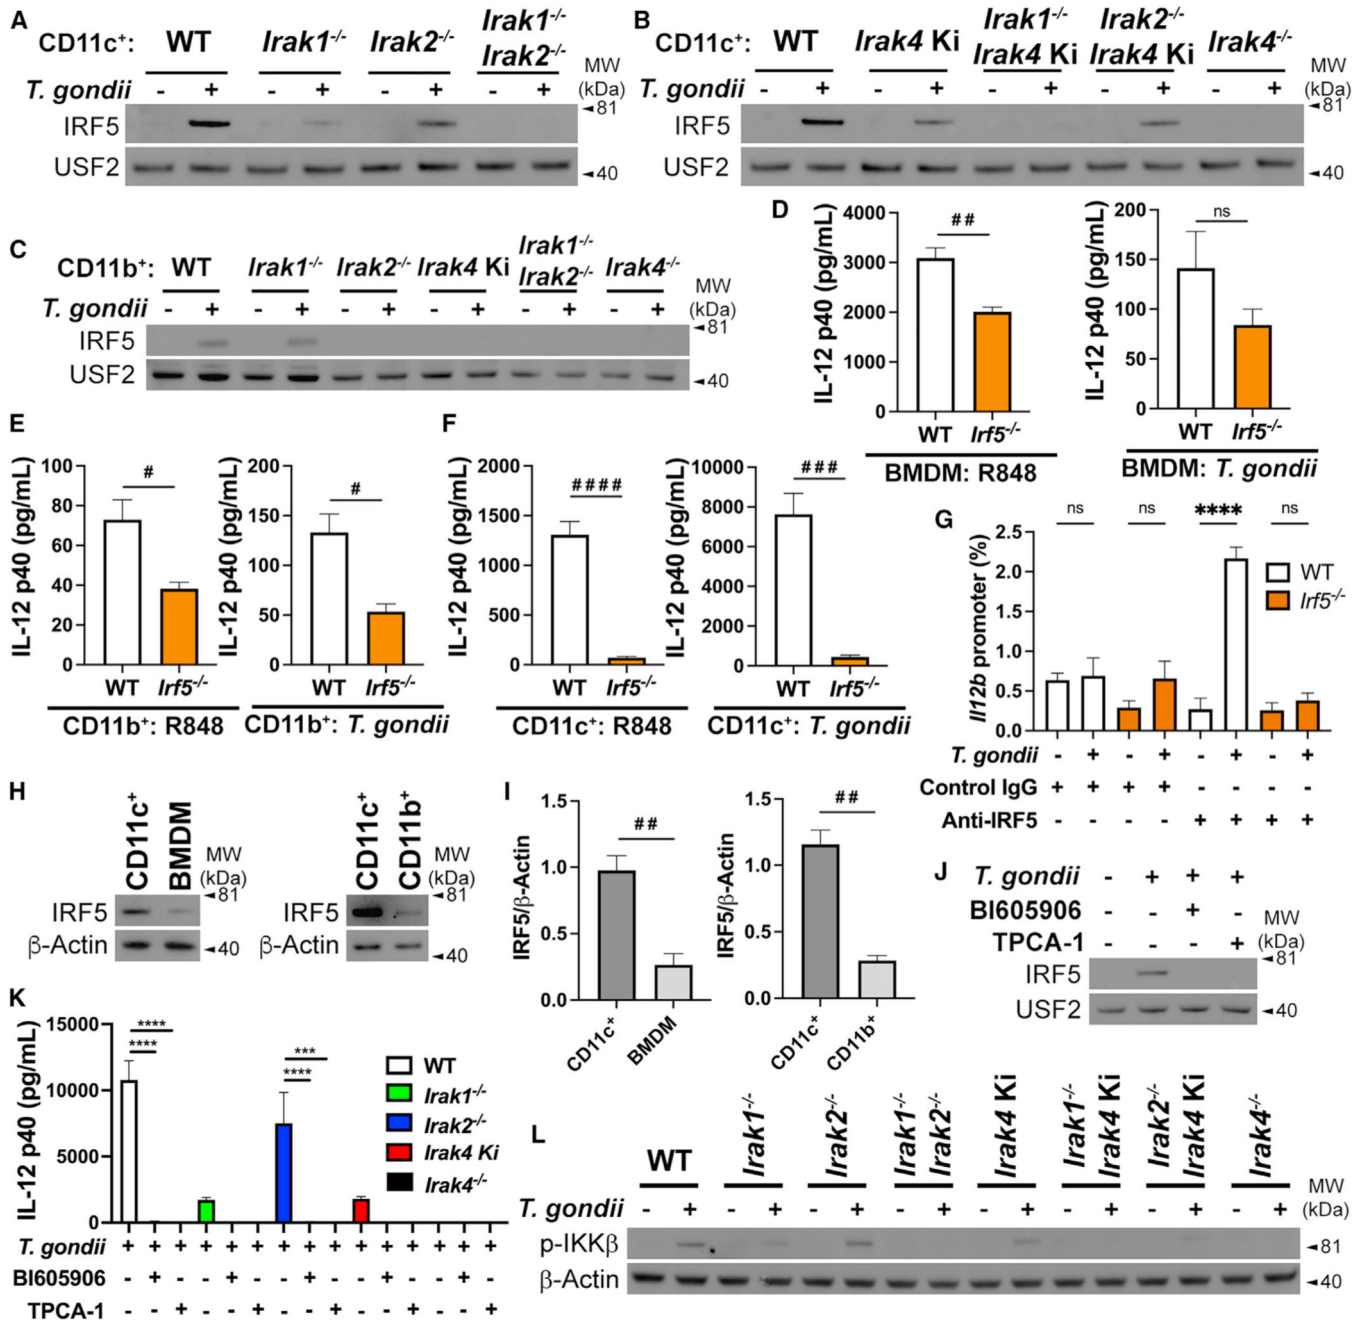 A
CD11c⁺: WT Irak1⁻/⁻ Irak2⁻/⁻ Irak1⁻/⁻ Irak2⁻/⁻
MW (kDa)
T. gondii - + - + - + - +
IRF5 ◄81
USF2 ◄40
B
CD11c⁺: WT Irak4 Ki Irak1⁻/⁻ Irak4 Ki Irak2⁻/⁻ Irak4 Ki Irak4⁻/⁻
MW (kDa)
T. gondii - + - + - + - + - +
IRF5 ◄81
USF2 ◄40
C
CD11b⁺: WT Irak1⁻/⁻ Irak2⁻/⁻ Irak4 Ki Irak1⁻/⁻ Irak2⁻/⁻ Irak4⁻/⁻
MW (kDa)
T. gondii - + - + - + - + - + - +
IRF5 ◄81
USF2 ◄40
D
IL-12 p40 (pg/mL)
4000
3000
2000
1000
0
##
WT Irf5⁻/⁻
BMDM: R848
IL-12 p40 (pg/mL)
200
150
100
50
0
ns
WT Irf5⁻/⁻
BMDM: T. gondii
E
IL-12 p40 (pg/mL)
100
80
60
40
20
0
#
WT Irf5⁻/⁻
CD11b⁺: R848
IL-12 p40 (pg/mL)
200
150
100
50
0
#
WT Irf5⁻/⁻
CD11b⁺: T. gondii
F
IL-12 p40 (pg/mL)
2000
1500
1000
500
0
####
WT Irf5⁻/⁻
CD11c⁺: R848
IL-12 p40 (pg/mL)
10000
8000
6000
4000
2000
0
###
WT Irf5⁻/⁻
CD11c⁺: T. gondii
G
Il12b promoter (%)
2.5
2.0
1.5
1.0
0.5
0.0
ns ns **** ns
WT
Irf5⁻/⁻
T. gondii - + - + - + - +
Control IgG + + + + - - - -
Anti-IRF5 - - - - + + + +
H
CD11c⁺ BMDM
MW (kDa)
IRF5 ◄81
β-Actin ◄40
CD11c⁺ CD11b⁺
MW (kDa)
IRF5 ◄81
β-Actin ◄40
I
IRF5/β-Actin
1.5
1.0
0.5
0.0
##
CD11c⁺ BMDM
IRF5/β-Actin
1.5
1.0
0.5
0.0
##
CD11c⁺ CD11b⁺
J
T. gondii - + + +
BI605906 - - + -
TPCA-1 - - - +
MW (kDa)
IRF5 ◄81
USF2 ◄40
K
IL-12 p40 (pg/mL)
15000
10000
5000
0
****
****
***
****
WT
Irak1⁻/⁻
Irak2⁻/⁻
Irak4 Ki
Irak4⁻/⁻
T. gondii + + + + + + + + + + + + + + +
BI605906 - + - - + - - + - - + - - + -
TPCA-1 - - + - - + - - + - - + - - +
L
WT Irak1⁻/⁻ Irak2⁻/⁻ Irak1⁻/⁻ Irak2⁻/⁻ Irak4 Ki Irak1⁻/⁻ Irak4 Ki Irak2⁻/⁻ Irak4 Ki Irak4⁻/⁻
MW (kDa)
T. gondii - + - + - + - + - + - + - + - +
p-IKKβ ◄81
β-Actin ◄40